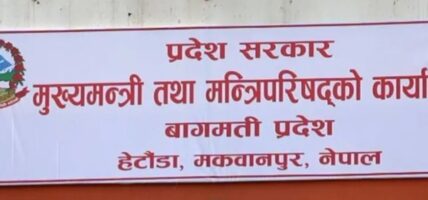 प्रदेश सरकार
मुख्यमन्त्री तथा मन्त्रिपरिषद्को कार्या
बागमती प्रदेश
हेटौंडा, मकवानपुर, नेपाल